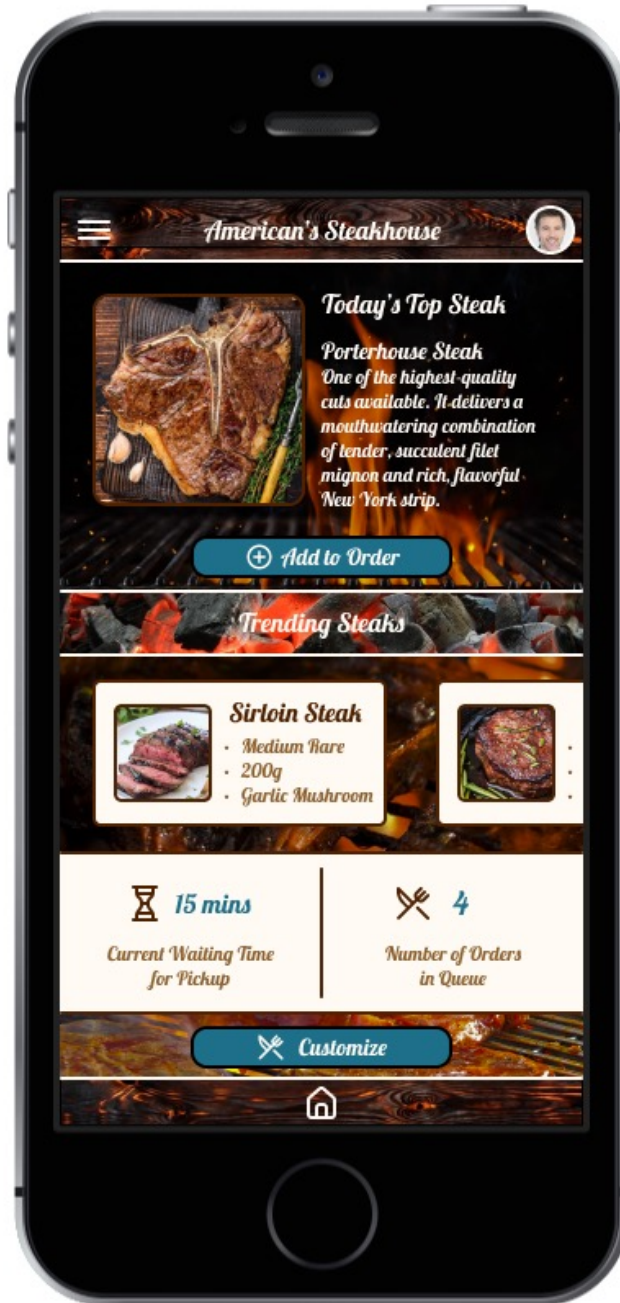 American's Steakhouse
Today's Top Steak
Porterhouse Steak
One of the highest-quality
cuts available. It delivers a
mouthwatering combination
of tender, succulent filet
mignon and rich, flavorful
New York strip.
Add to Order
Trending Steaks
Sirloin Steak
• Medium Rare
• 200g
• Garlic Mushroom
15 mins
Current Waiting Time
for Pickup
4
Number of Orders
in Queue
Customize